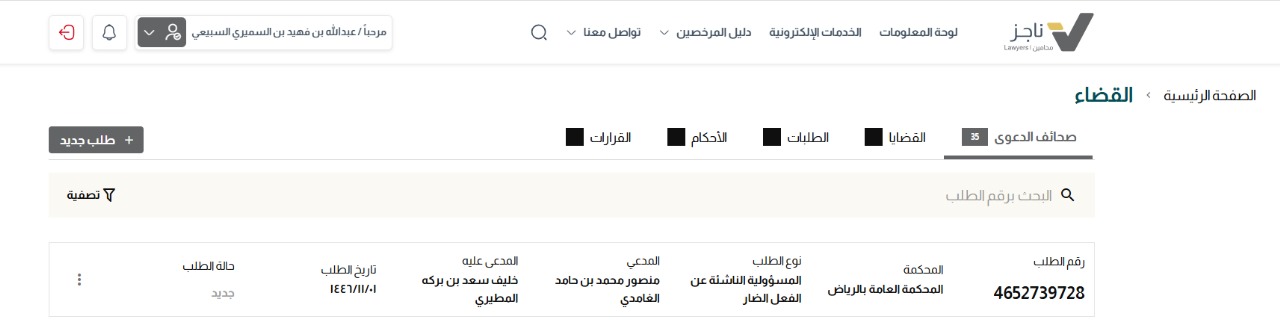 ناجز
محامين | Lawyers
لوحة المعلومات
الخدمات الإلكترونية
دليل المرخصين
تواصل معنا
مرحباً / عبدالله بن فهيد بن السميري السبيعي
الصفحة الرئيسية › القضاء
صحائف الدعوى 35
القضايا
الطلبات
الأحكام
القرارات
+ طلب جديد
البحث برقم الطلب
تصفية
رقم الطلب
4652739728
المحكمة
المحكمة العامة بالرياض
نوع الطلب
المسؤولية الناشئة عن
الفعل الضار
المدعي
منصور محمد بن حامد
الغامدي
المدعى عليه
خليف سعد بن بركه
المطيري
تاريخ الطلب
١٤٤٦/١١/٠١
حالة الطلب
جديد